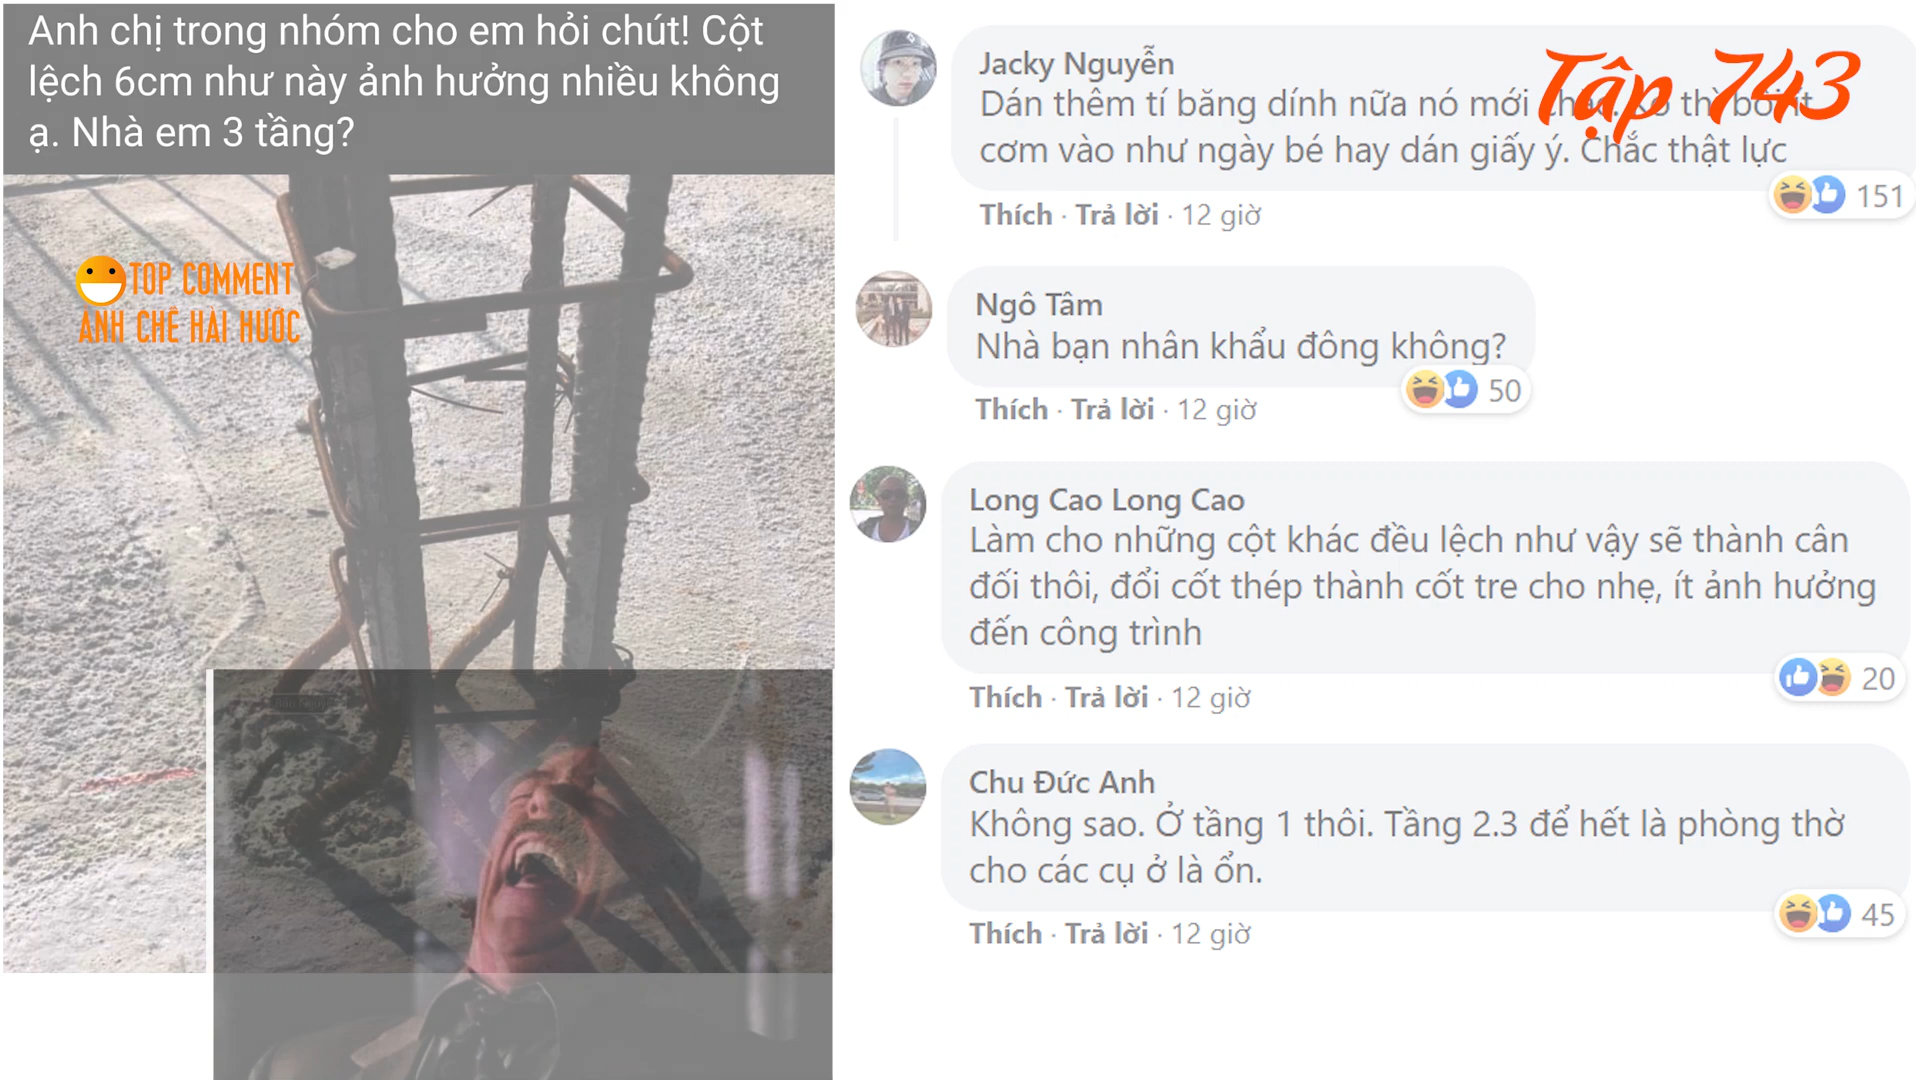 Anh chị trong nhóm cho em hỏi chút! Cột
lệch 6cm như này ảnh hưởng nhiều không
ạ. Nhà em 3 tầng?
TOP COMMENT
ẢNH CHẾ HÀI HƯỚC
Tập 743
Jacky Nguyễn
Dán thêm tí băng dính nữa nó mới thì bôi ít
cơm vào như ngày bé hay dán giấy ý. Chắc thật lực
151
Thích · Trả lời · 12 giờ
Ngô Tâm
Nhà bạn nhân khẩu đông không?
50
Thích · Trả lời · 12 giờ
Long Cao Long Cao
Làm cho những cột khác đều lệch như vậy sẽ thành cân
đối thôi, đổi cốt thép thành cốt tre cho nhẹ, ít ảnh hưởng
đến công trình
20
Thích · Trả lời · 12 giờ
Chu Đức Anh
Không sao. Ở tầng 1 thôi. Tầng 2.3 để hết là phòng thờ
cho các cụ ở là ổn.
45
Thích · Trả lời · 12 giờ